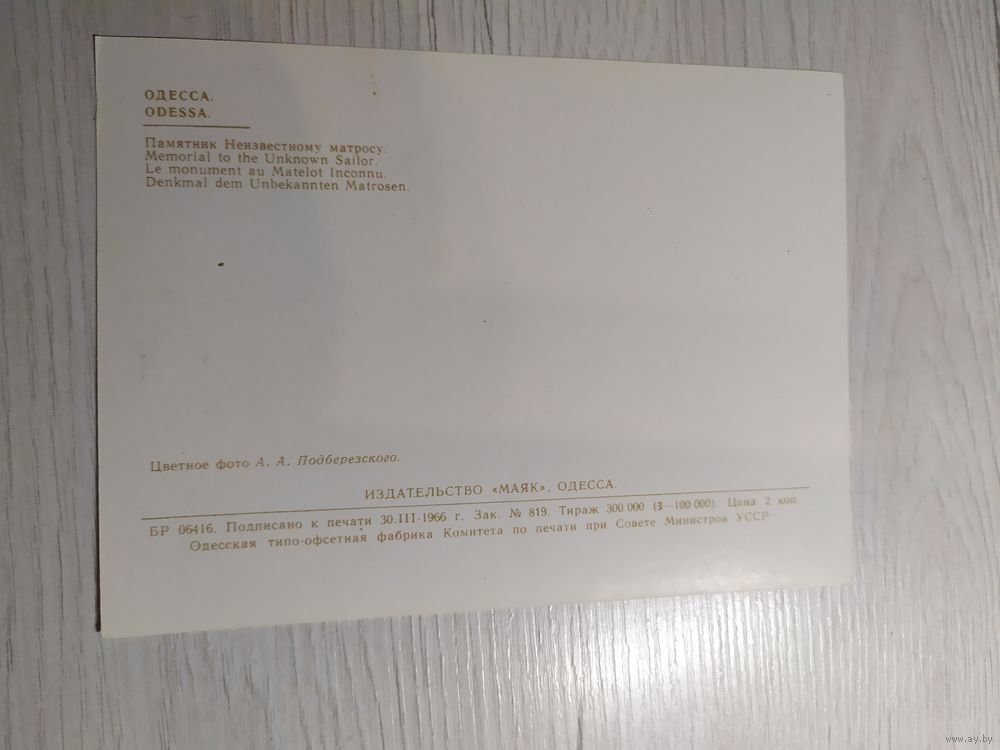 ОДЕССА.
ODESSA.
Памятник Неизвестному матросу.
Memorial to the Unknown Sailor.
Le monument au Matelot Inconnu.
Denkmal dem Unbekannten Matrosen.
Цветное фото А. А. Подберезского.
ИЗДАТЕЛЬСТВО «МАЯК», ОДЕССА.
БР 06416. Подписано к печати 30.III-1966 г. Зак. № 819. Тираж 300 000 (3—100 000). Цена 2 коп.
Одесская типо-офсетная фабрика Комитета по печати при Совете Министров УССР
www.ay.by